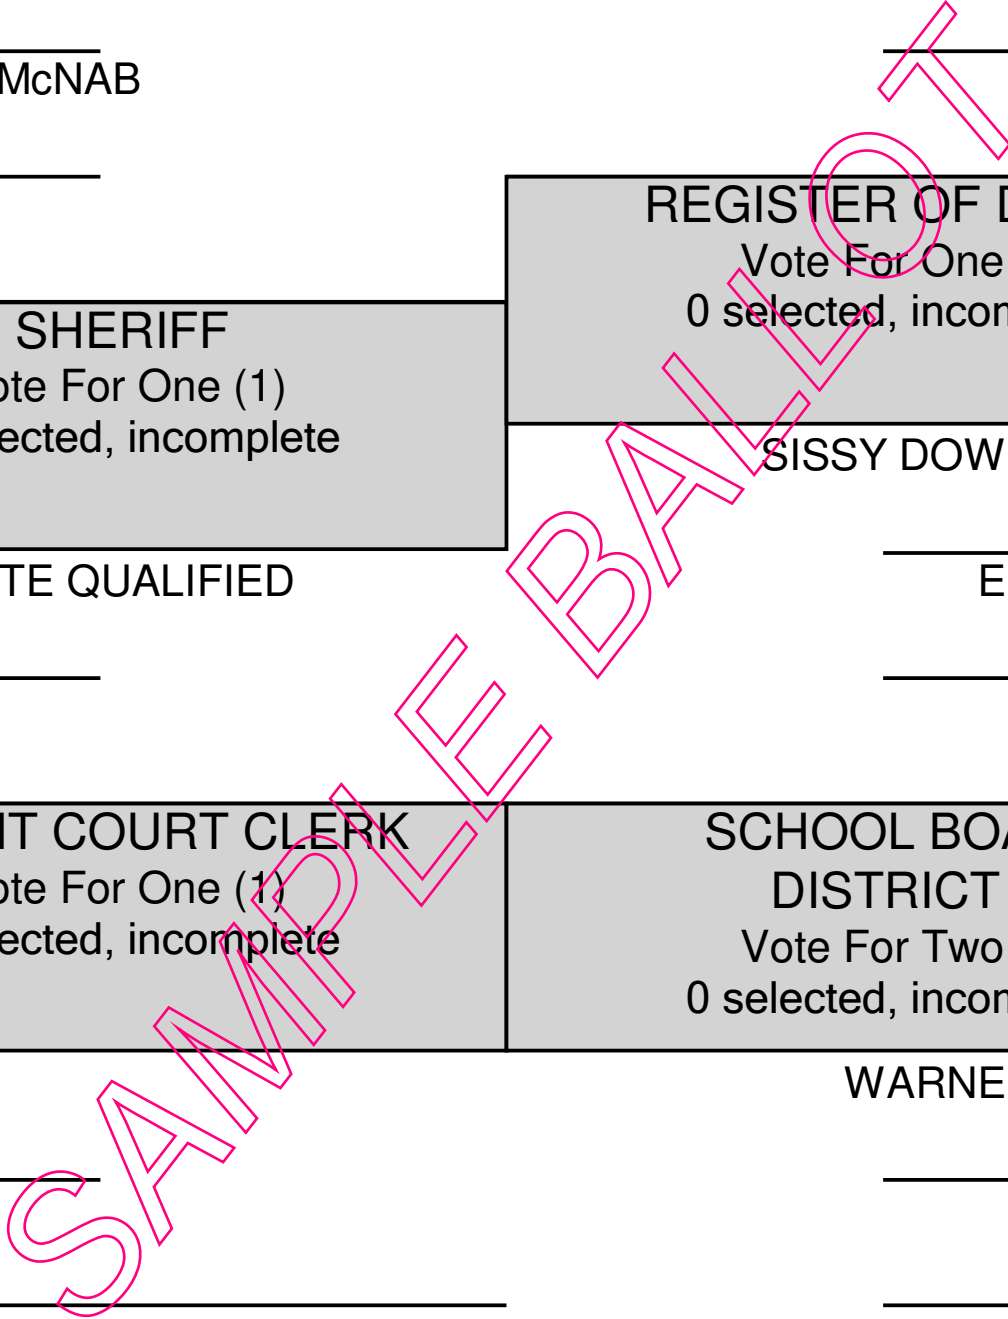 McNAB
SHERIFF
ote For One (1)
ected, incomplete
TE QUALIFIED
IT COURT CLERK
ote For One (1)
ected, incomplete
REGISTER OF D
Vote For One
0 selected, incom
SISSY DOW
E
SCHOOL BOA
DISTRICT
Vote For Two
0 selected, incom
WARNE
SAMPLE BALLOT